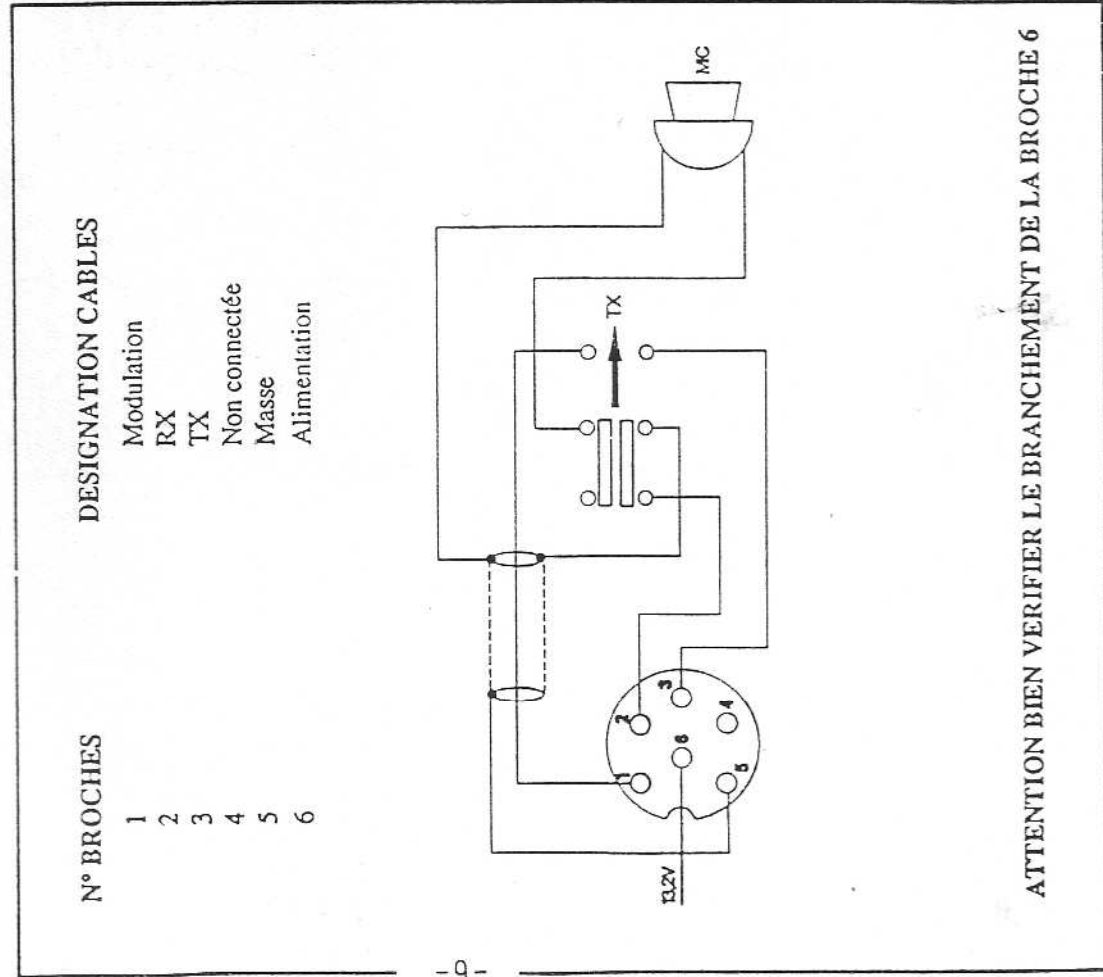 N° BROCHES DESIGNATION CABLES
1 Modulation
2 RX
3 TX
4 Non connectée
5 Masse
6 Alimentation
MC
TX
1
2
3
4
5
6
13,2V
ATTENTION BIEN VERIFIER LE BRANCHEMENT DE LA BROCHE 6
-9-